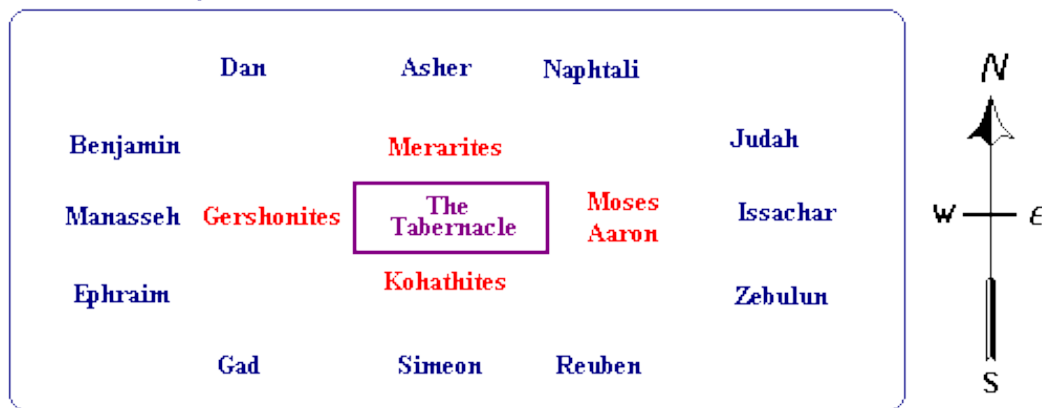 Dan Asher Naphtali
Benjamin Merarites Judah
Manasseh Gershonites The Tabernacle Moses Aaron Issachar
Ephraim Kohathites Zebulun
Gad Simeon Reuben
N
W E
S